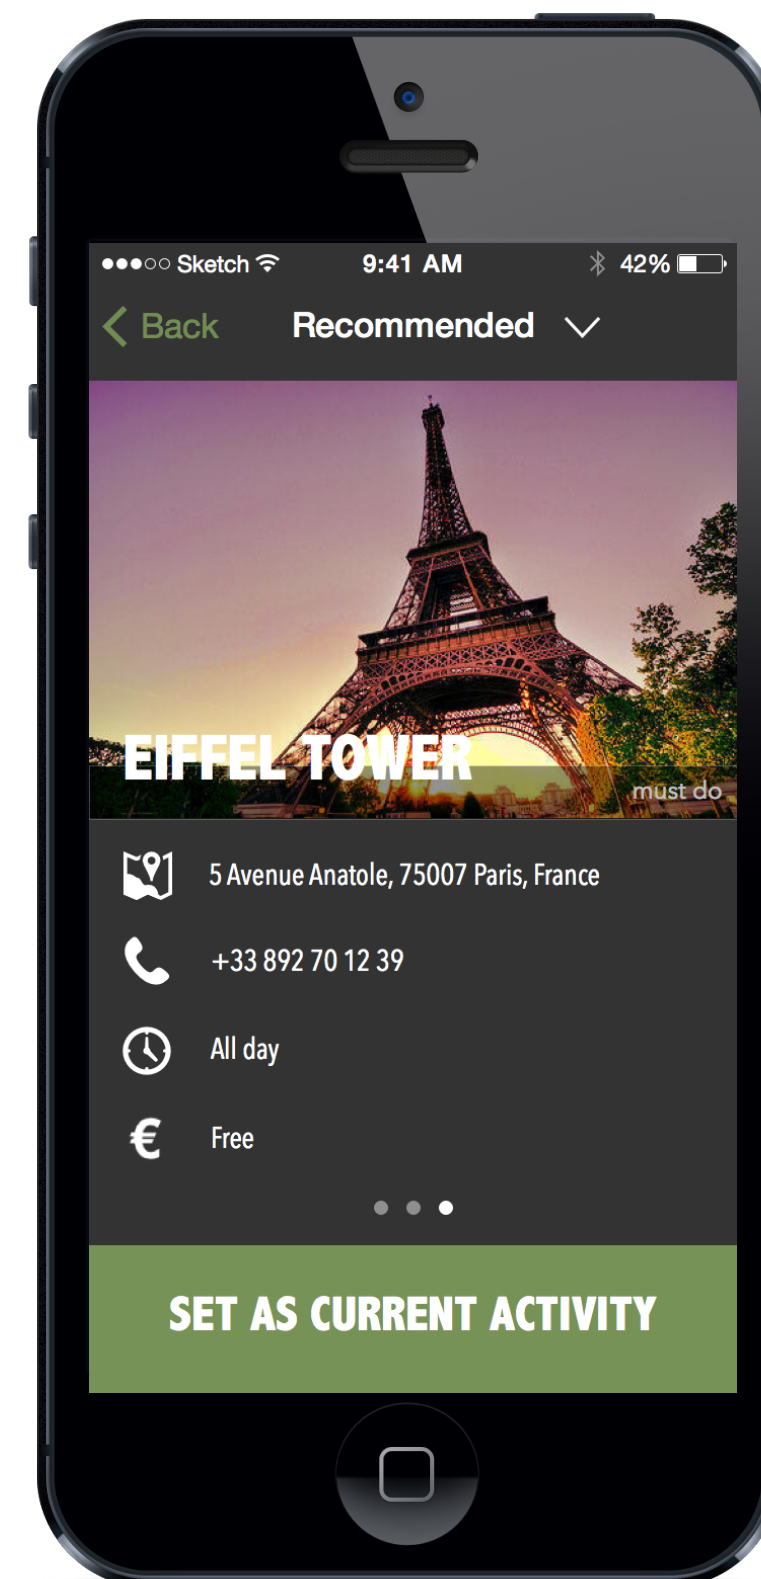 Sketch 9:41 AM 42%
Back Recommended
EIFFEL TOWER
must do
5 Avenue Anatole, 75007 Paris, France
+33 892 70 12 39
All day
€ Free
SET AS CURRENT ACTIVITY